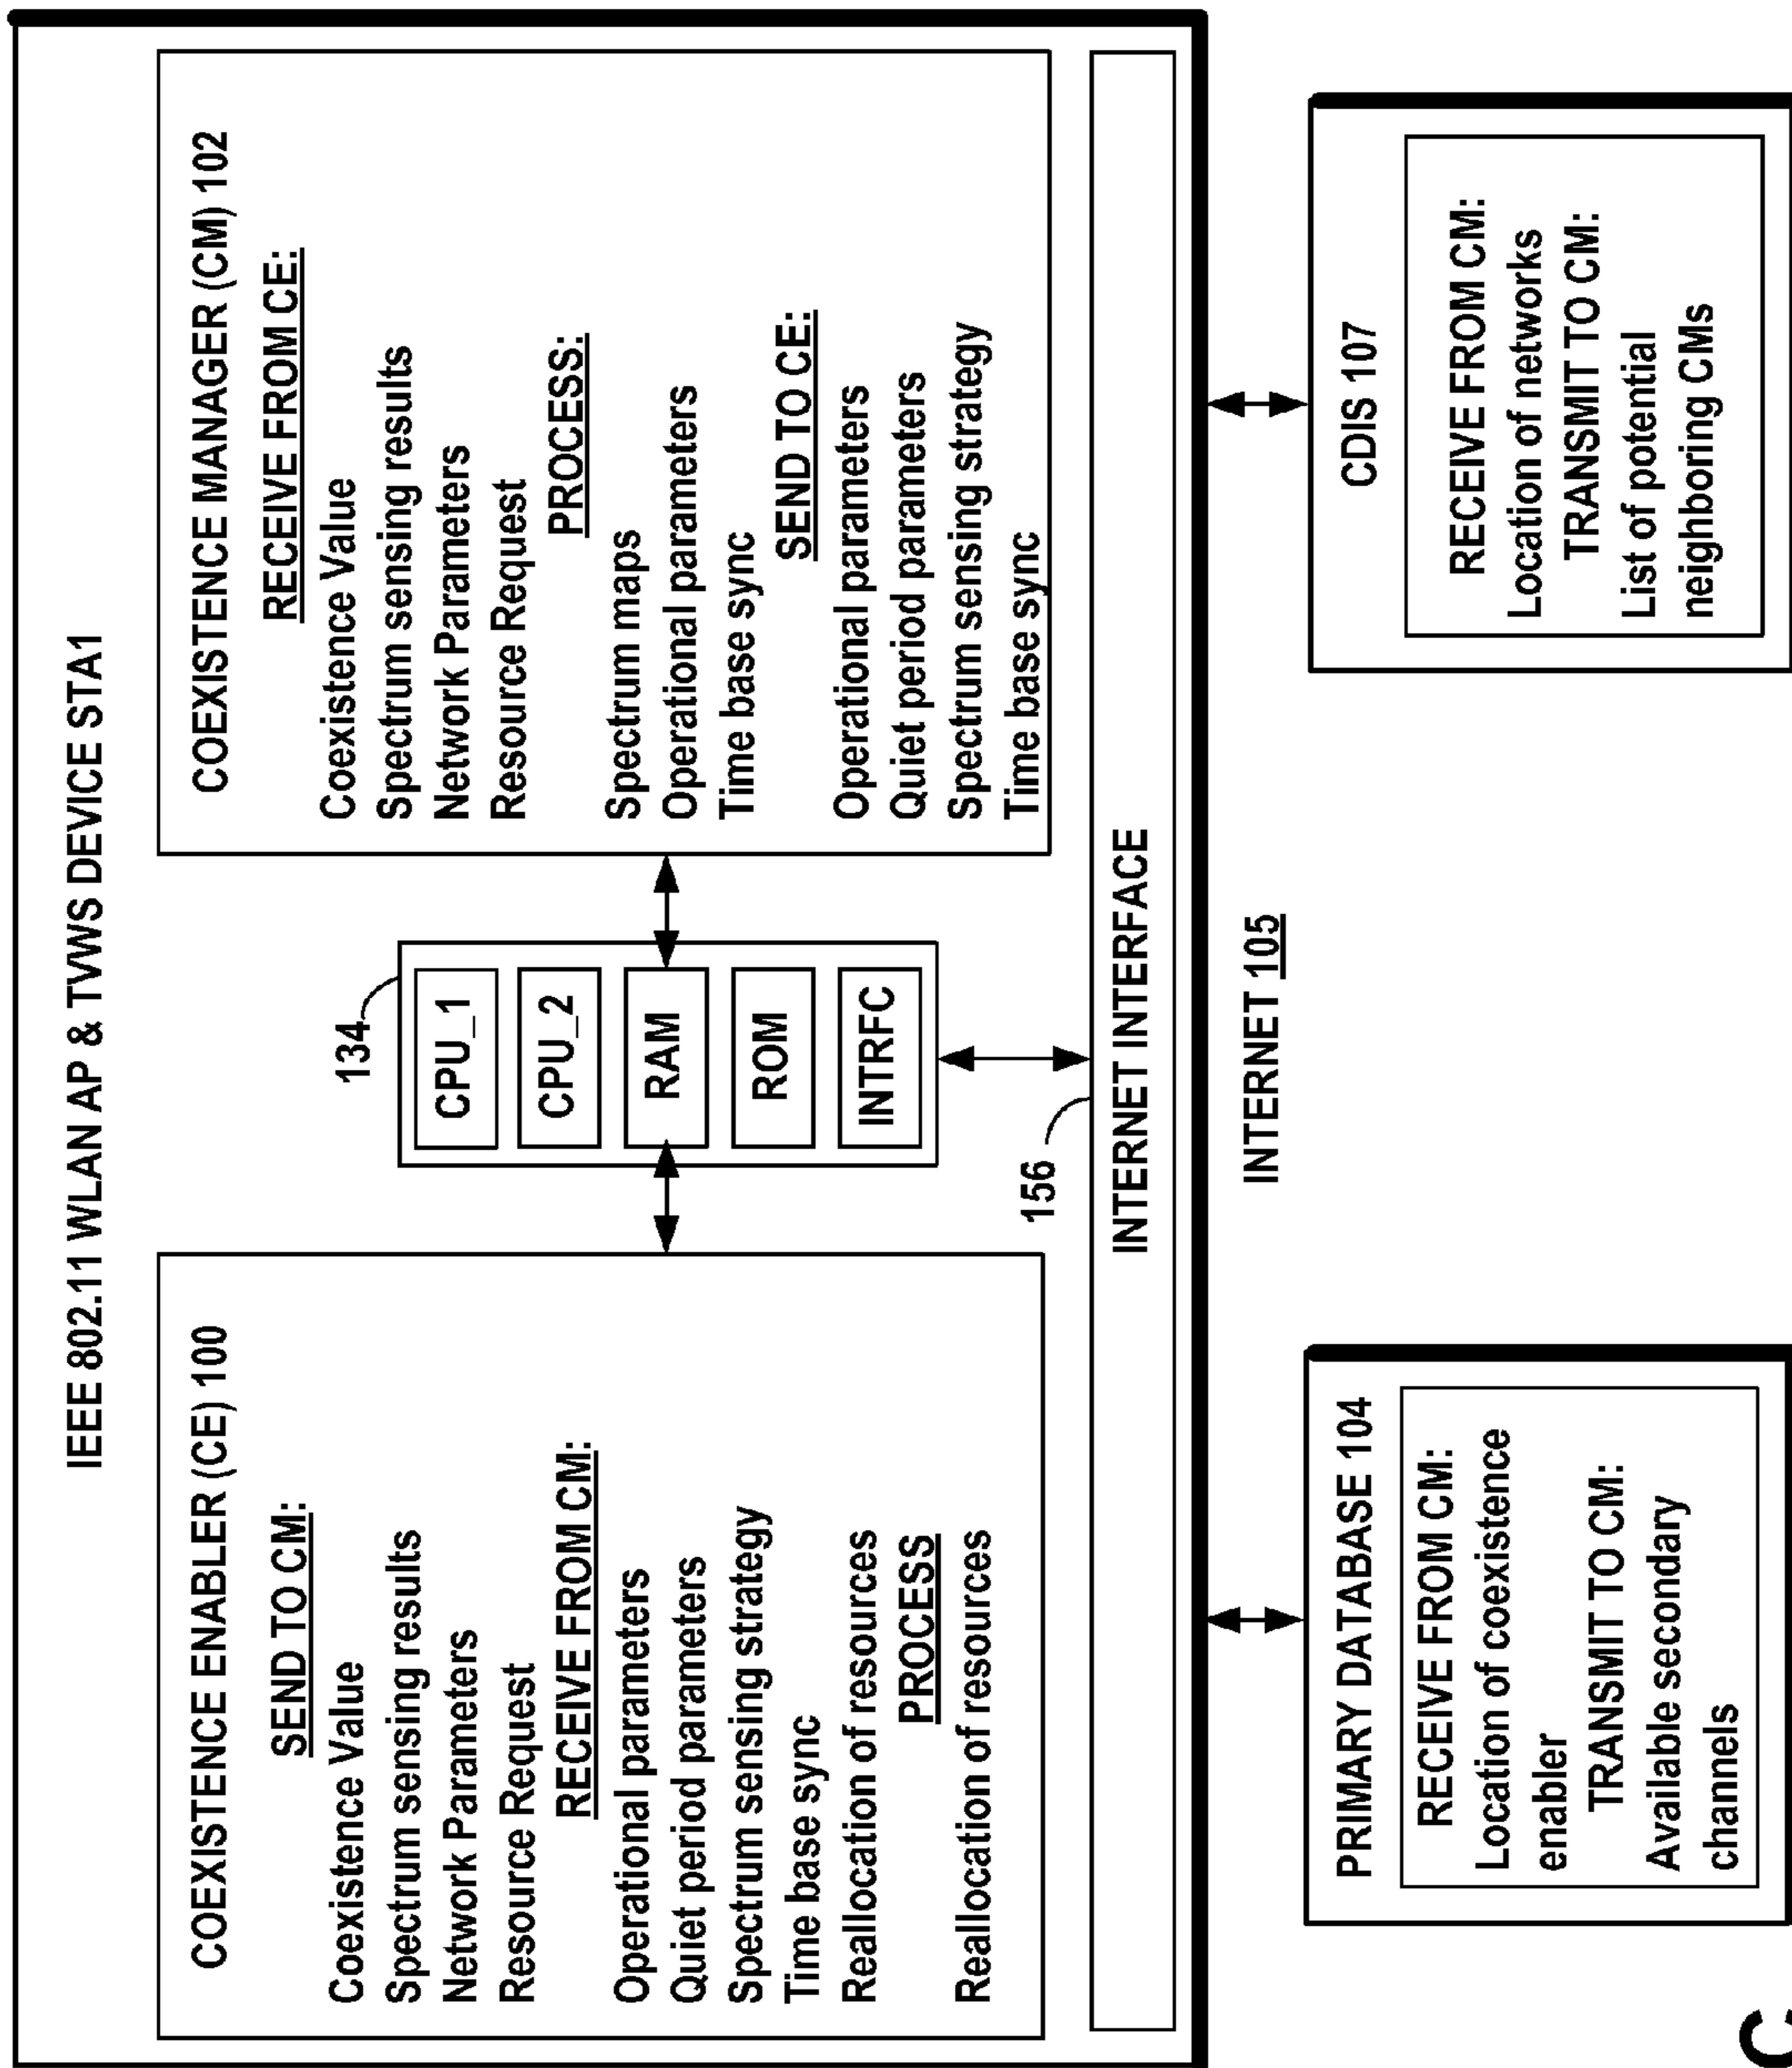 IEEE 802.11 WLAN AP & TVWS DEVICE STA1
COEXISTENCE ENABLER (CE) 100
SEND TO CM:
Coexistence Value
Spectrum sensing results
Network Parameters
Resource Request
RECEIVE FROM CM:
Operational parameters
Quiet period parameters
Spectrum sensing strategy
Time base sync
Reallocation of resources
PROCESS
Reallocation of resources
134
CPU_1
CPU_2
RAM
ROM
INTRFC
COEXISTENCE MANAGER (CM) 102
RECEIVE FROM CE:
Coexistence Value
Spectrum sensing results
Network Parameters
Resource Request
PROCESS:
Spectrum maps
Operational parameters
Time base sync
SEND TO CE:
Operational parameters
Quiet period parameters
Spectrum sensing strategy
Time base sync
156
INTERNET INTERFACE
INTERNET 105
PRIMARY DATABASE 104
RECEIVE FROM CM:
Location of coexistence
enabler
TRANSMIT TO CM:
Available secondary
channels
CDIS 107
RECEIVE FROM CM:
Location of networks
TRANSMIT TO CM:
List of potential
neighboring CMs